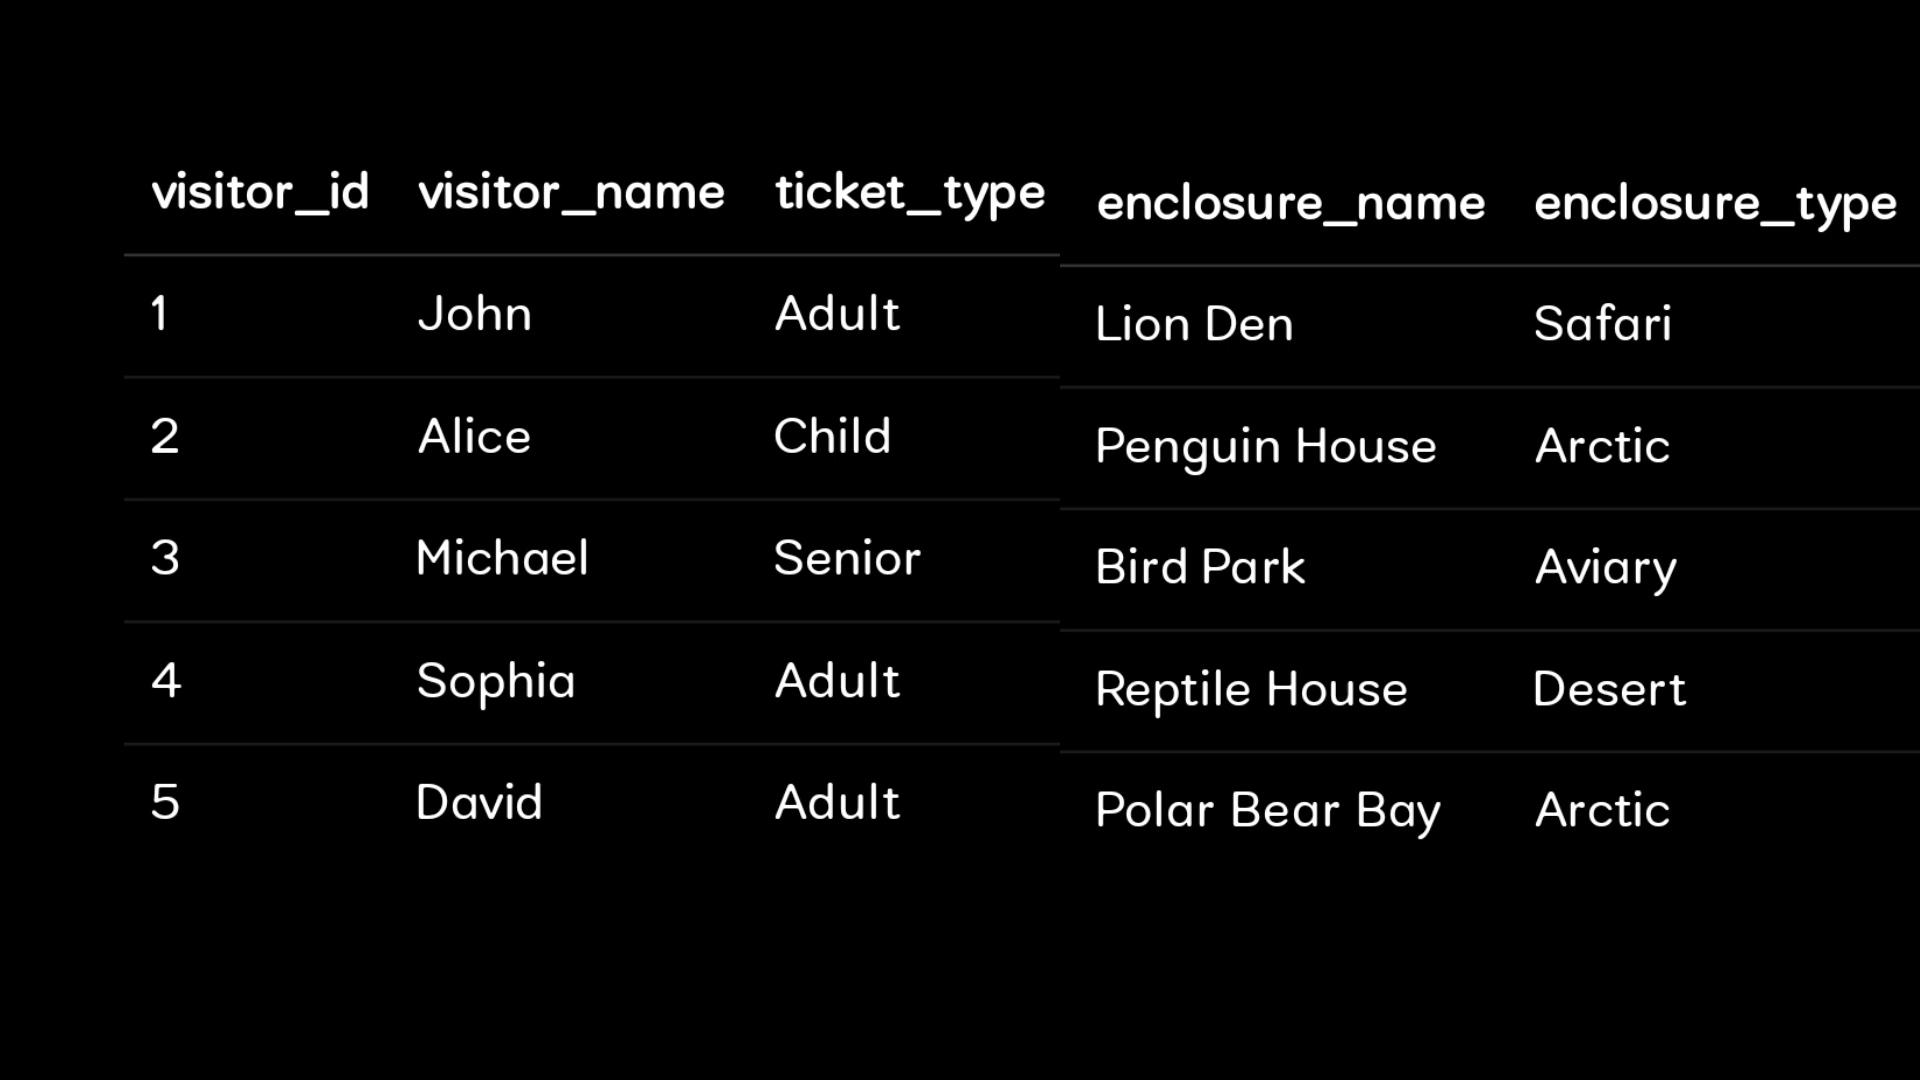 visitor_id visitor_name ticket_type enclosure_name enclosure_type
1 John Adult Lion Den Safari
2 Alice Child Penguin House Arctic
3 Michael Senior Bird Park Aviary
4 Sophia Adult Reptile House Desert
5 David Adult Polar Bear Bay Arctic